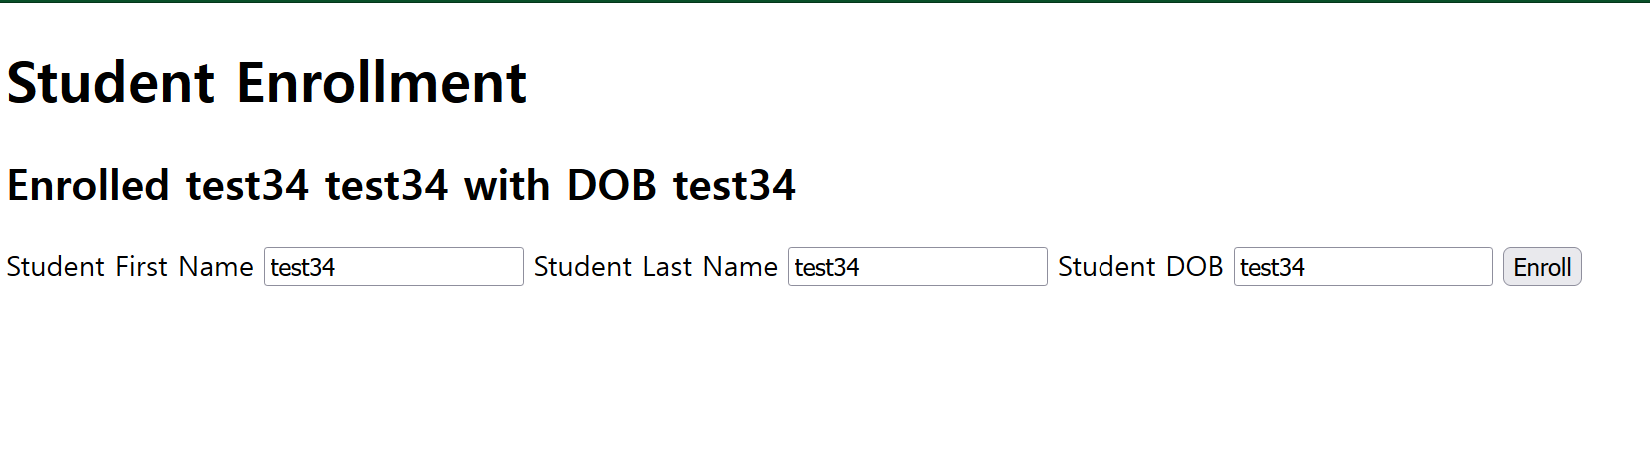 Student Enrollment
Enrolled test34 test34 with DOB test34
Student First Name test34 Student Last Name test34 Student DOB test34 Enroll